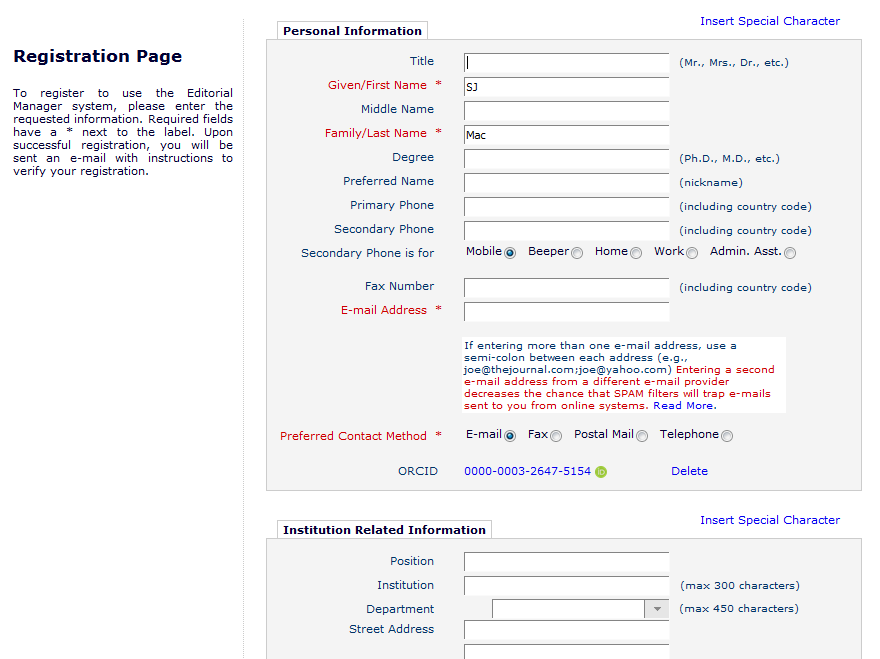 Insert Special Character
Personal Information
Registration Page
To register to use the Editorial
Manager system, please enter the
requested information. Required fields
have a * next to the label. Upon
successful registration, you will be
sent an e-mail with instructions to
verify your registration.
Title (Mr., Mrs., Dr., etc.)
Given/First Name * SJ
Middle Name
Family/Last Name * Mac
Degree (Ph.D., M.D., etc.)
Preferred Name (nickname)
Primary Phone (including country code)
Secondary Phone (including country code)
Secondary Phone is for Mobile Beeper Home Work Admin. Asst.
Fax Number (including country code)
E-mail Address *
If entering more than one e-mail address, use a
semi-colon between each address (e.g.,
joe@thejournal.com;joe@yahoo.com) Entering a second
e-mail address from a different e-mail provider
decreases the chance that SPAM filters will trap e-mails
sent to you from online systems. Read More.
Preferred Contact Method * E-mail Fax Postal Mail Telephone
ORCID 0000-0003-2647-5154 iD Delete
Insert Special Character
Institution Related Information
Position
Institution (max 300 characters)
Department (max 450 characters)
Street Address